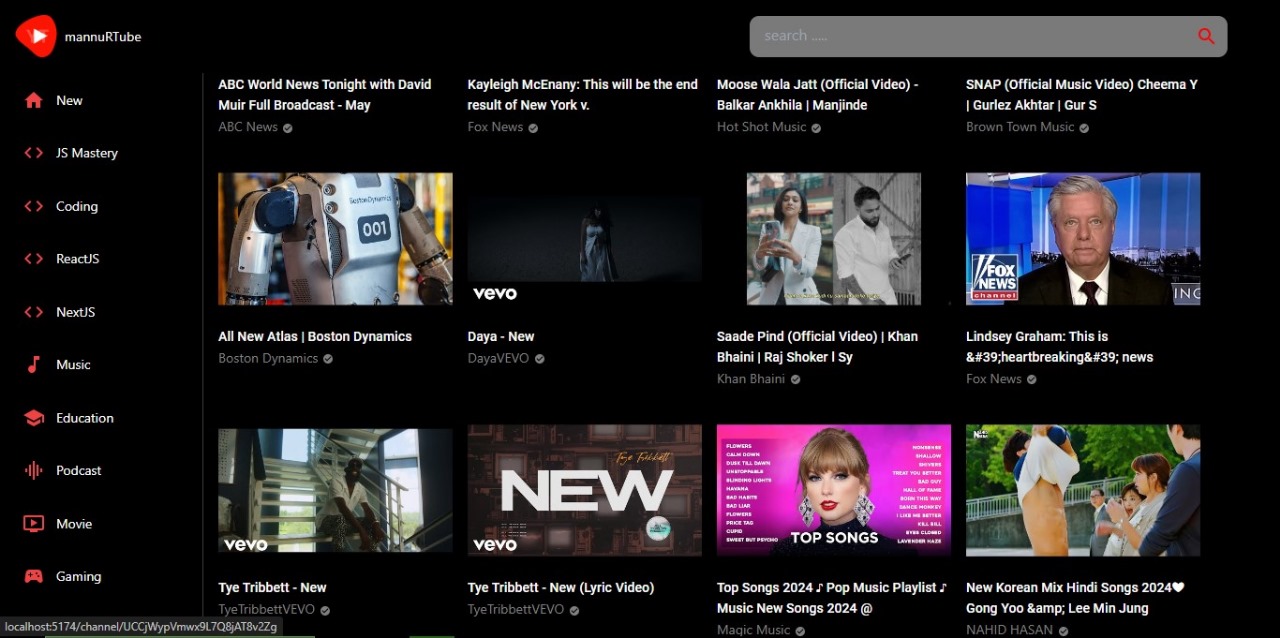 mannuRTube
search .....
New
JS Mastery
Coding
ReactJS
NextJS
Music
Education
Podcast
Movie
Gaming
ABC World News Tonight with David
Muir Full Broadcast - May
ABC News
Kayleigh McEnany: This will be the end
result of New York v.
Fox News
Moose Wala Jatt (Official Video) -
Balkar Ankhila | Manjinde
Hot Shot Music
SNAP (Official Music Video) Cheema Y
| Gurlez Akhtar | Gur S
Brown Town Music
BostonDynamics
001
All New Atlas | Boston Dynamics
Boston Dynamics
vevo
Daya - New
DayaVEVO
Saade Pind (Official Video) | Khan
Bhaini | Raj Shoker l Sy
Khan Bhaini
FOX
NEWS
channel
ING
Lindsey Graham: This is
&#39;heartbreaking&#39; news
Fox News
vevo
Tye Tribbett - New
TyeTribbettVEVO
Tye Tribbett
NEW
vevo
Tye Tribbett - New (Lyric Video)
TyeTribbettVEVO
FLOWERS
CALM DOWN
DUSK TILL DAWN
UNSTOPPABLE
BLINDING LIGHTS
HAVANA
BAD HABITS
BAD LIAR
FLOWERS
PRICE TAG
CUPID
SWEET BUT PSYCHO
NONSENSE
SHALLOW
SHIVERS
TREAT YOU BETTER
BAD GUY
HALL OF FAME
BORN THIS WAY
DANCE MONKEY
I LIKE ME BETTER
KILL BILL
EYES CLOSED
LAVENDER HAZE
TOP SONGS
Top Songs 2024 ♪ Pop Music Playlist ♪
Music New Songs 2024 @
Magic Music
New Korean Mix Hindi Songs 2024❤
Gong Yoo &amp; Lee Min Jung
NAHID HASAN
localhost:5174/channel/UCCjWypVmwx9L7Q8jAT8v2Zg